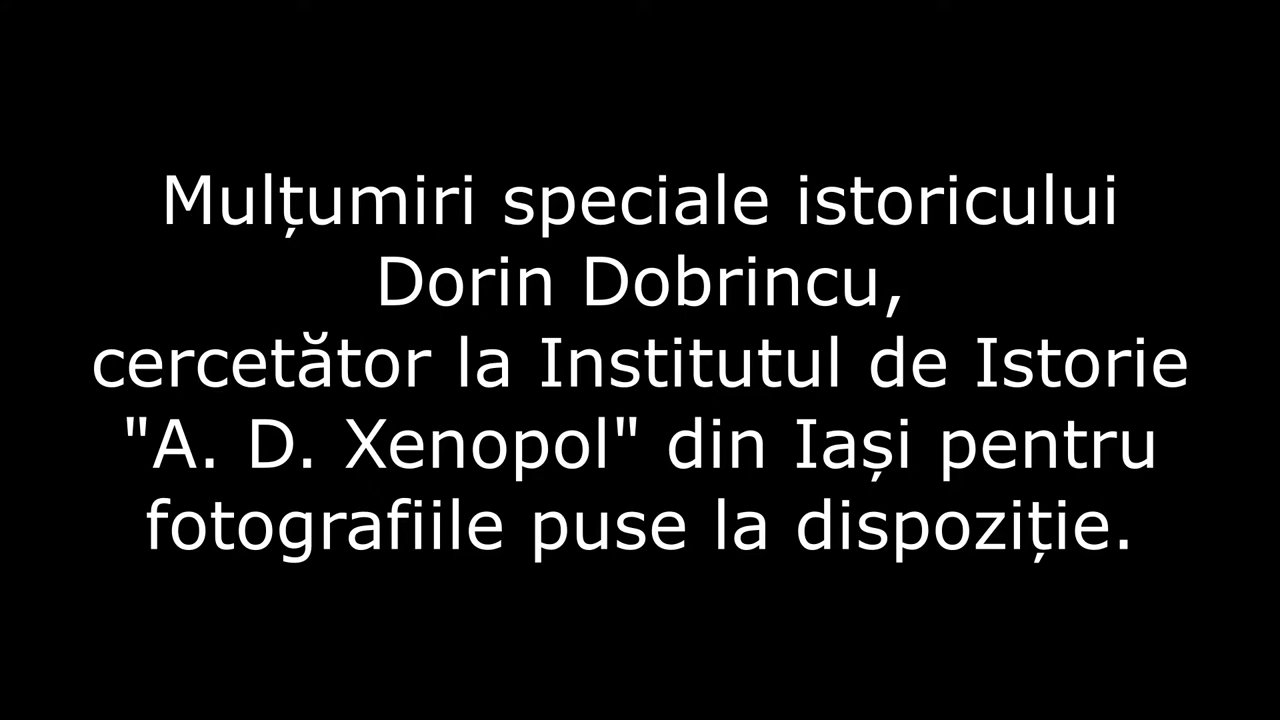 Mulțumiri speciale istoricului
Dorin Dobrincu,
cercetător la Institutul de Istorie
"A. D. Xenopol" din Iași pentru
fotografiile puse la dispoziție.